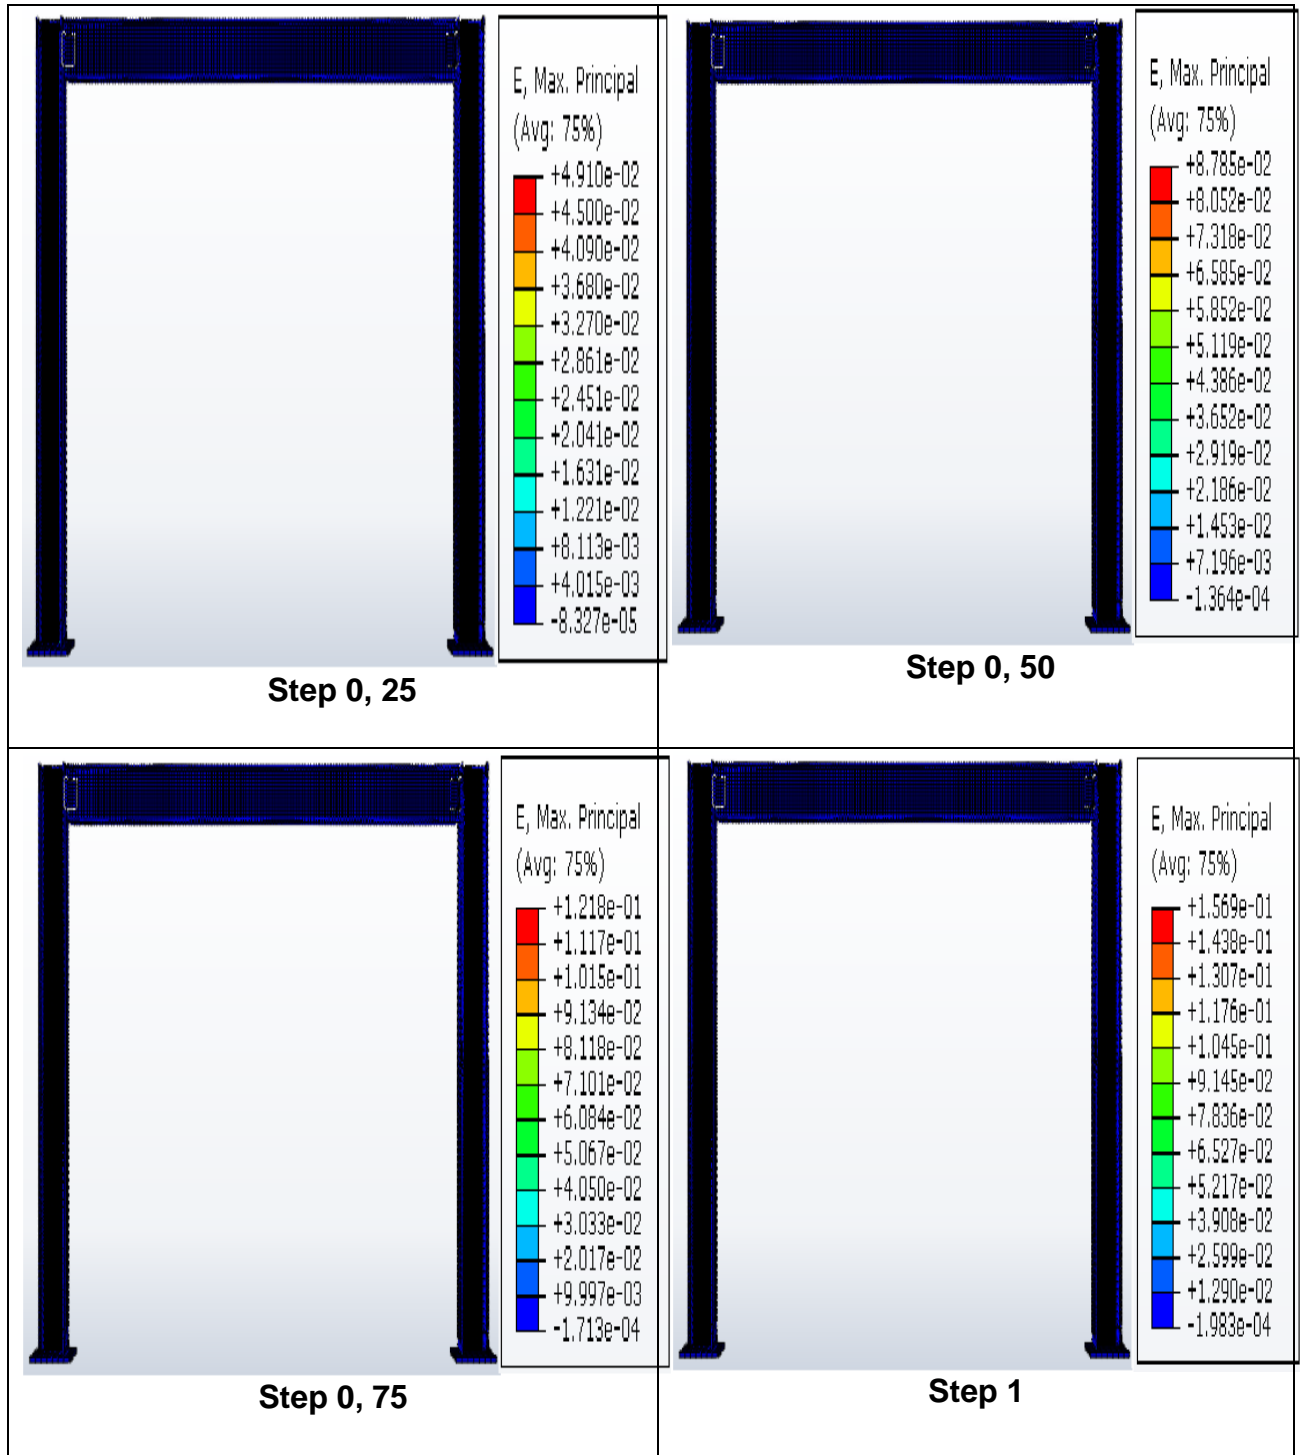 E, Max. Principal
(Avg: 75%)
+4.910e-02
+4.500e-02
+4.090e-02
+3.680e-02
+3.270e-02
+2.861e-02
+2.451e-02
+2.041e-02
+1.631e-02
+1.221e-02
+8.113e-03
+4.015e-03
-8.327e-05
Step 0, 25
E, Max. Principal
(Avg: 75%)
+8.785e-02
+8.052e-02
+7.318e-02
+6.585e-02
+5.852e-02
+5.119e-02
+4.386e-02
+3.652e-02
+2.919e-02
+2.186e-02
+1.453e-02
+7.196e-03
-1.364e-04
Step 0, 50
E, Max. Principal
(Avg: 75%)
+1.218e-01
+1.117e-01
+1.015e-01
+9.134e-02
+8.118e-02
+7.101e-02
+6.084e-02
+5.067e-02
+4.050e-02
+3.033e-02
+2.017e-02
+9.997e-03
-1.713e-04
Step 0, 75
E, Max. Principal
(Avg: 75%)
+1.569e-01
+1.438e-01
+1.307e-01
+1.176e-01
+1.045e-01
+9.145e-02
+7.836e-02
+6.527e-02
+5.217e-02
+3.908e-02
+2.599e-02
+1.290e-02
-1.983e-04
Step 1